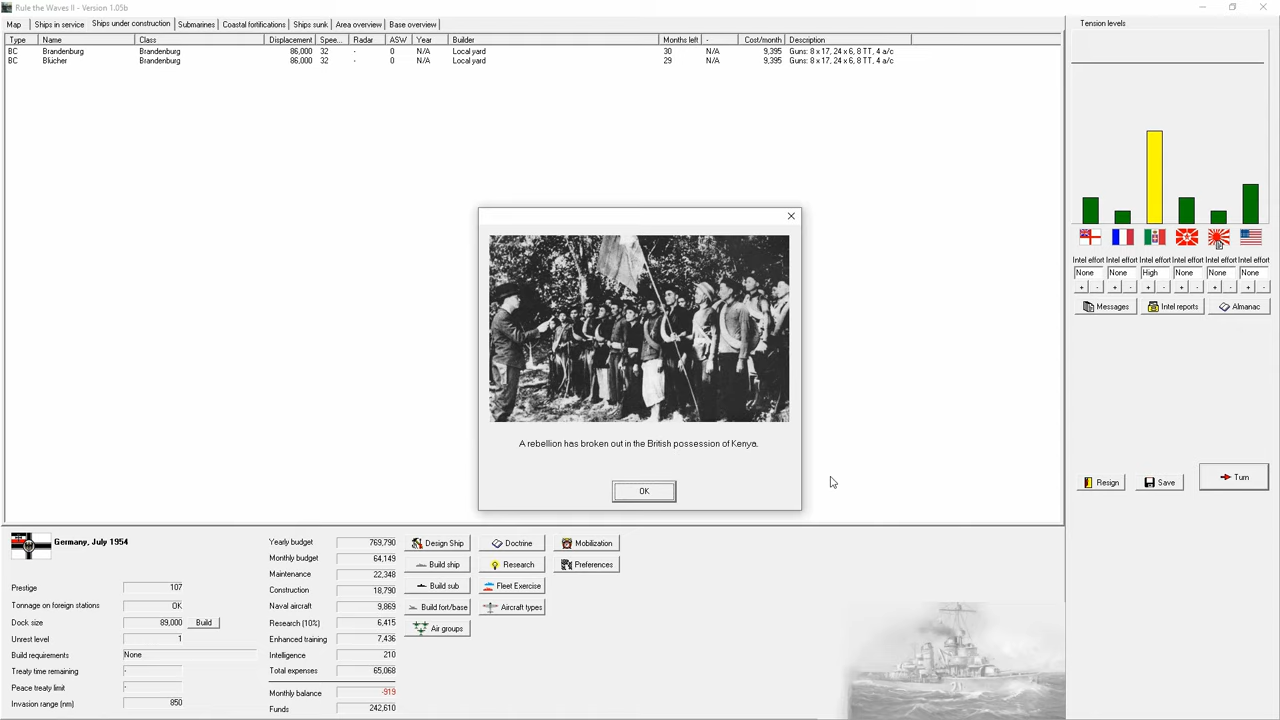 Rule the Waves II - Version 1.05b
Map Ships in service Ships under construction Submarines Coastal fortifications Ships sunk Area overview Base overview
Type Name Class Displacement Spee... Radar ASW Year Name Builder Months left - Cost/month Description
BC Brandenburg Brandenburg 86,000 32 - 0 N/A Local yard 30 N/A 9,395 Guns: 8 x 17, 24 x 6, 8 TT, 4 a/c
BC Blücher Brandenburg 86,000 32 - 0 N/A Local yard 29 N/A 9,395 Guns: 8 x 17, 24 x 6, 8 TT, 4 a/c
Tension levels
Intel effort Intel effort Intel effort Intel effort Intel effort Intel effort
None None High None None None
+ - + - + - + - + - + -
Messages Intel reports Almanac
A rebellion has broken out in the British possession of Kenya.
OK
Resign Save Turn
Germany, July 1954
Prestige 107
Tonnage on foreign stations OK
Dock size 89,000 Build
Unrest level 1
Build requirements None
Treaty time remaining -
Peace treaty limit -
Invasion range (nm) 850
Yearly budget 769,790
Monthly budget 64,149
Maintenance 22,348
Construction 18,790
Naval aircraft 9,869
Research (10%) 6,415
Enhanced training 7,436
Intelligence 210
Total expenses 65,068
Monthly balance -919
Funds 242,610
Design Ship Doctrine Mobilization
Build ship Research Preferences
Build sub Fleet Exercise
Build fort/base Aircraft types
Air groups